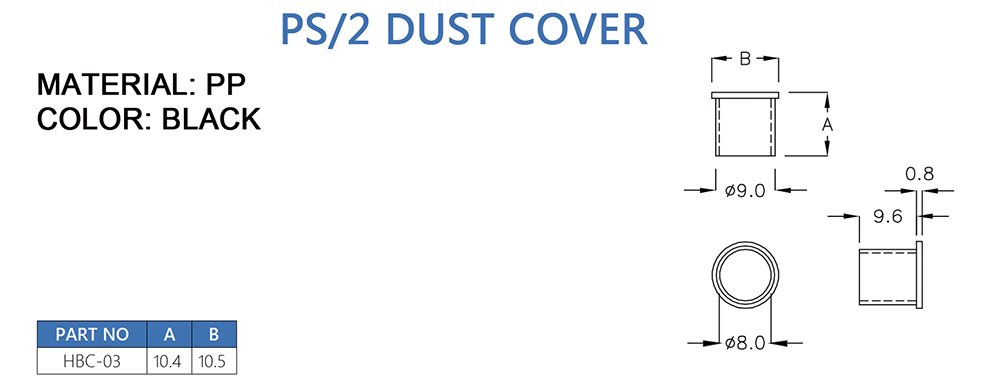 PS/2 DUST COVER
MATERIAL: PP
COLOR: BLACK
B
A
ø9.0
0.8
9.6
ø8.0
PART NO A B
HBC-03 10.4 10.5